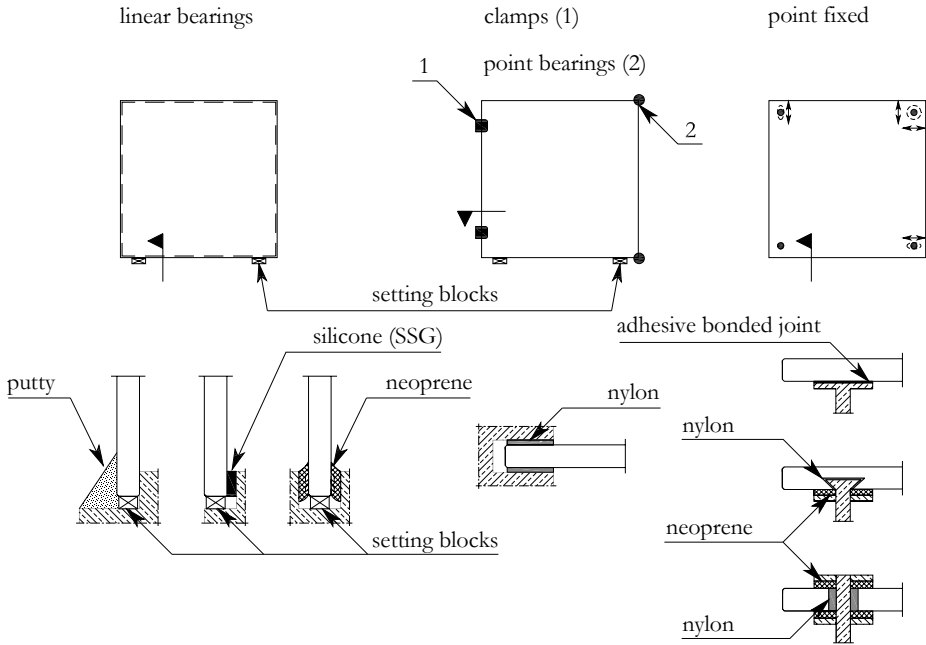 linear bearings
clamps (1)
point fixed
point bearings (2)
1
2
setting blocks
silicone (SSG)
adhesive bonded joint
putty
neoprene
nylon
nylon
neoprene
setting blocks
nylon